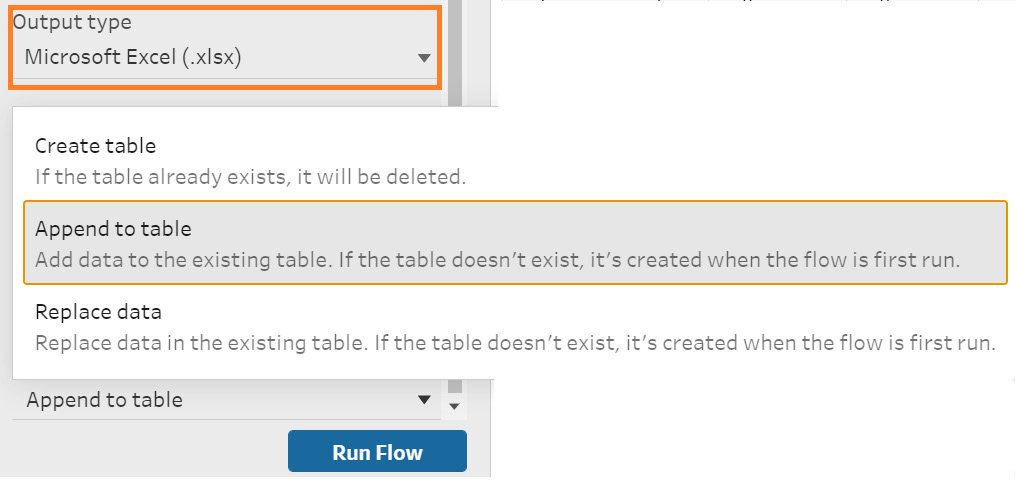 Output type
Microsoft Excel (.xlsx)
Create table
If the table already exists, it will be deleted.
Append to table
Add data to the existing table. If the table doesn’t exist, it’s created when the flow is first run.
Replace data
Replace data in the existing table. If the table doesn’t exist, it’s created when the flow is first run.
Append to table
Run Flow